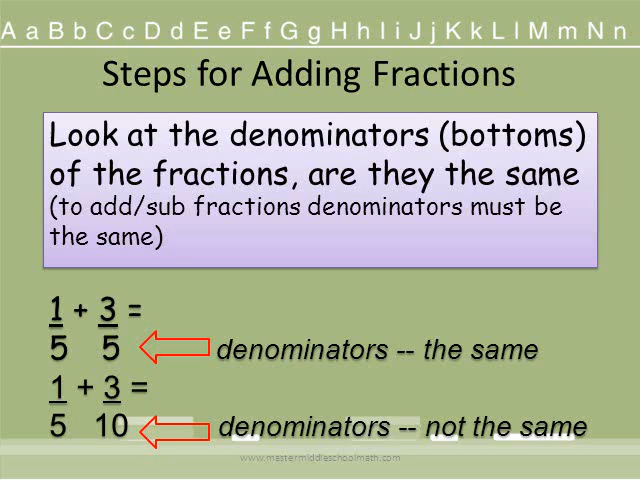 A a B b C c D d E e F f G g H h I i J j K k L l M m N n
Steps for Adding Fractions
Look at the denominators (bottoms)
of the fractions, are they the same
(to add/sub fractions denominators must be
the same)
1 + 3 =
5 5 denominators -- the same
1 + 3 =
5 10 denominators -- not the same
www.mastermiddleschoolmath.com